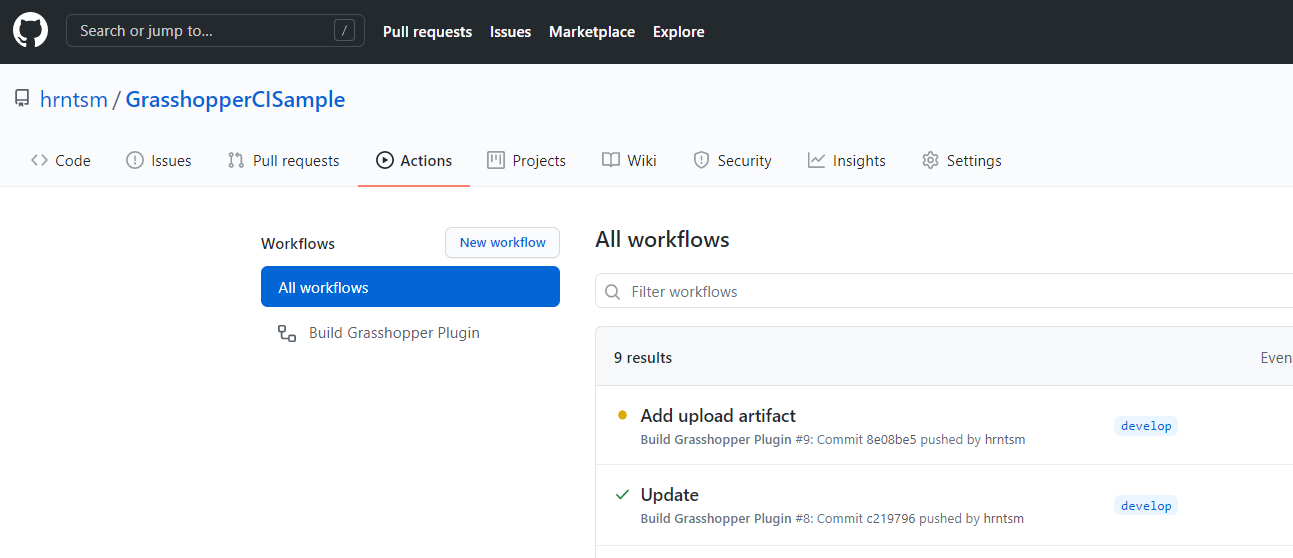 Search or jump to... /
Pull requests Issues Marketplace Explore
hrntsm / GrasshopperCISample
Code Issues Pull requests Actions Projects Wiki Security Insights Settings
Workflows New workflow
All workflows
Build Grasshopper Plugin
All workflows
Filter workflows
9 results Even
Add upload artifact
Build Grasshopper Plugin #9: Commit 8e08be5 pushed by hrntsm
develop
Update
Build Grasshopper Plugin #8: Commit c219796 pushed by hrntsm
develop